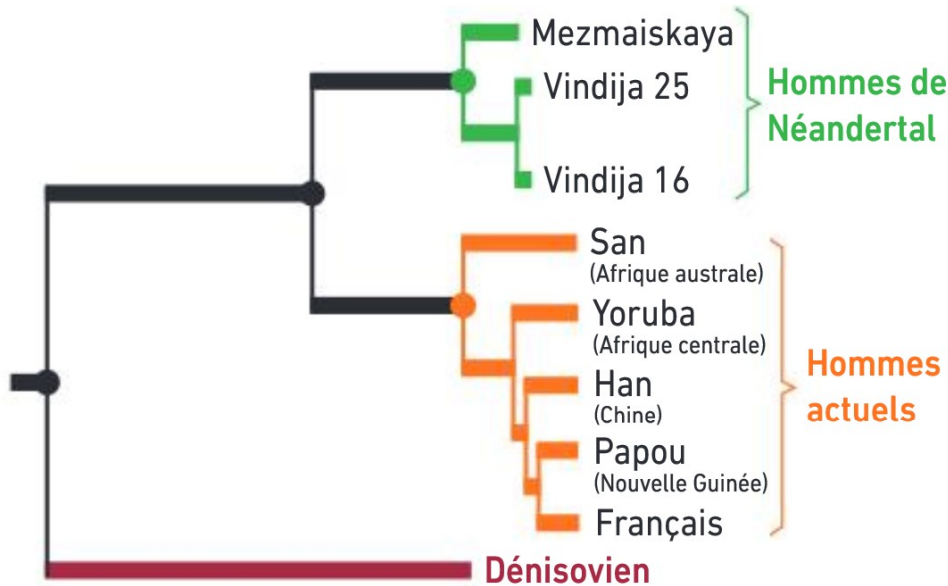 Mezmaiskaya
Vindija 25
Vindija 16
Hommes de
Néandertal
San
(Afrique australe)
Yoruba
(Afrique centrale)
Han
(Chine)
Papou
(Nouvelle Guinée)
Français
Hommes
actuels
Dénisovien